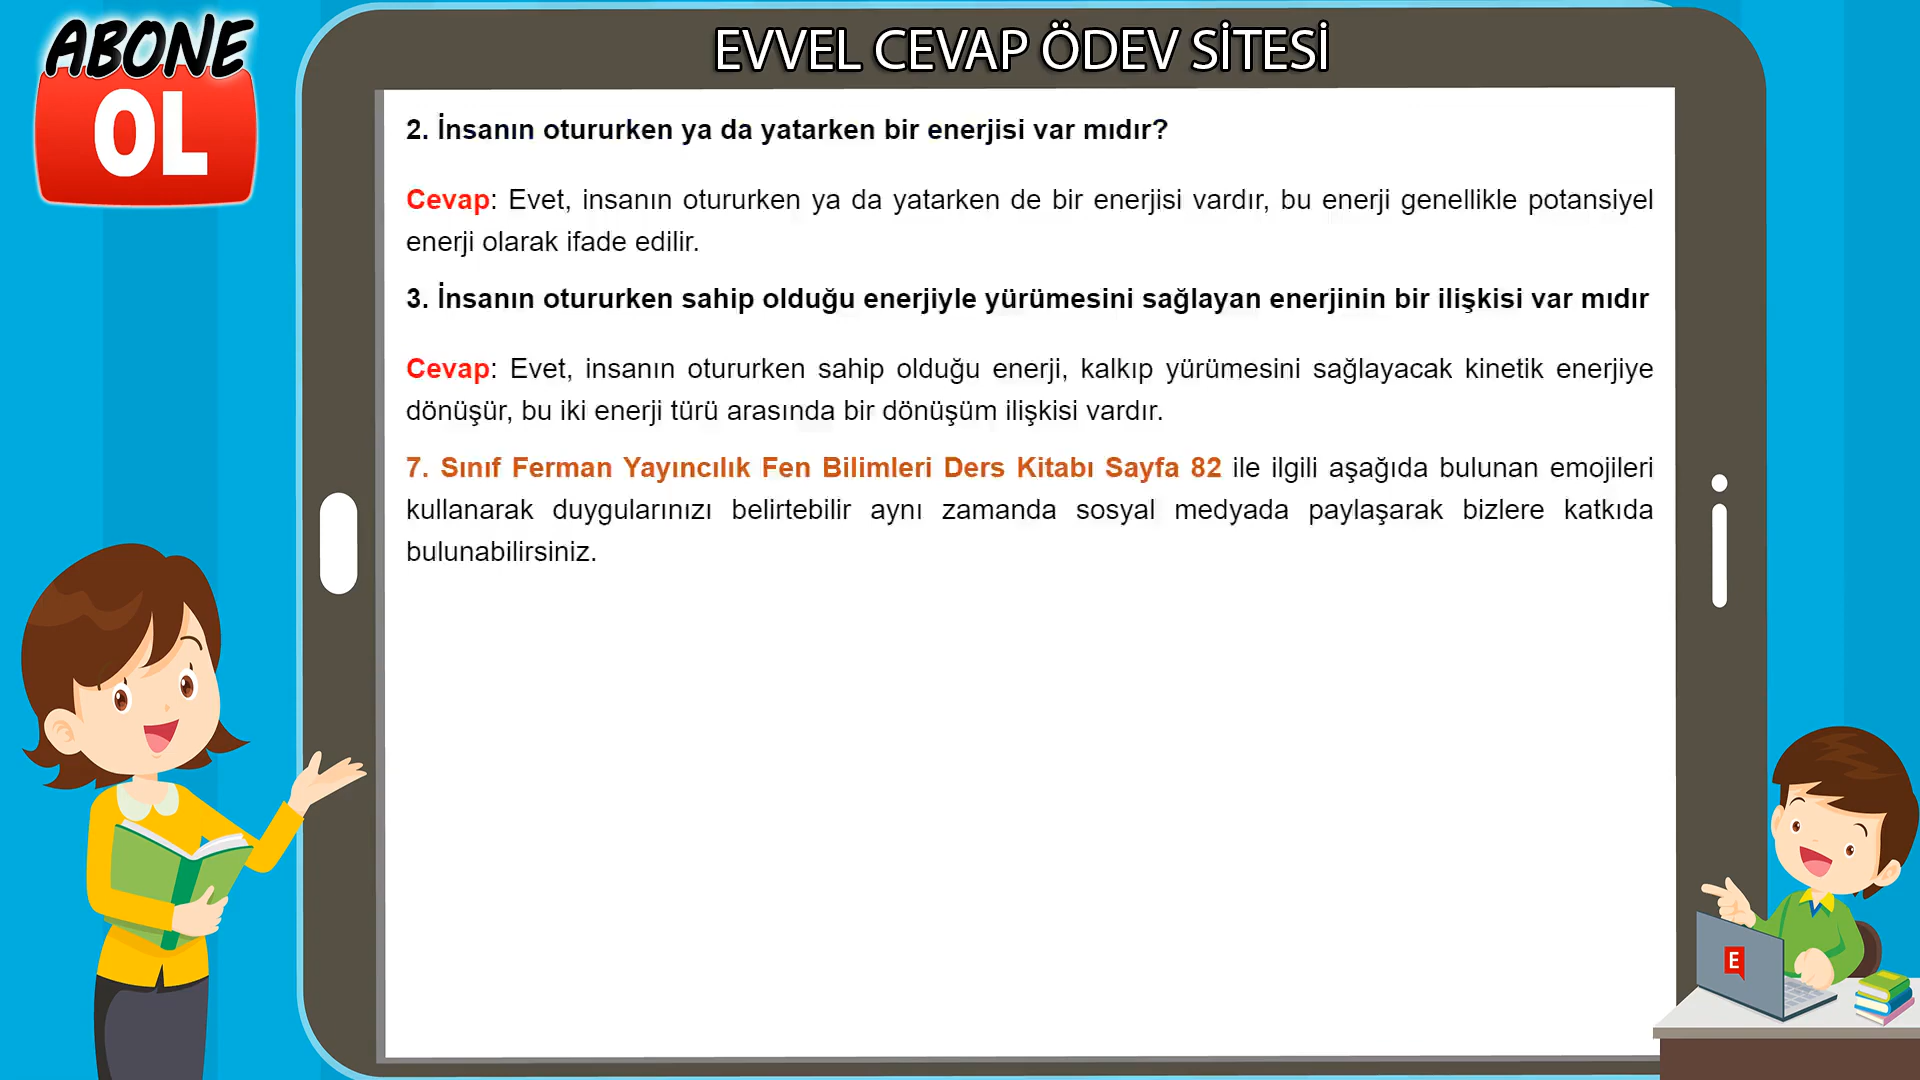 ABONE
OL
EVVEL CEVAP ÖDEV SİTESİ
2. İnsanın otururken ya da yatarken bir enerjisi var mıdır?
Cevap: Evet, insanın otururken ya da yatarken de bir enerjisi vardır, bu enerji genellikle potansiyel
enerji olarak ifade edilir.
3. İnsanın otururken sahip olduğu enerjiyle yürümesini sağlayan enerjinin bir ilişkisi var mıdır
Cevap: Evet, insanın otururken sahip olduğu enerji, kalkıp yürümesini sağlayacak kinetik enerjiye
dönüşür, bu iki enerji türü arasında bir dönüşüm ilişkisi vardır.
7. Sınıf Ferman Yayıncılık Fen Bilimleri Ders Kitabı Sayfa 82 ile ilgili aşağıda bulunan emojileri
kullanarak duygularınızı belirtebilir aynı zamanda sosyal medyada paylaşarak bizlere katkıda
bulunabilirsiniz.
E